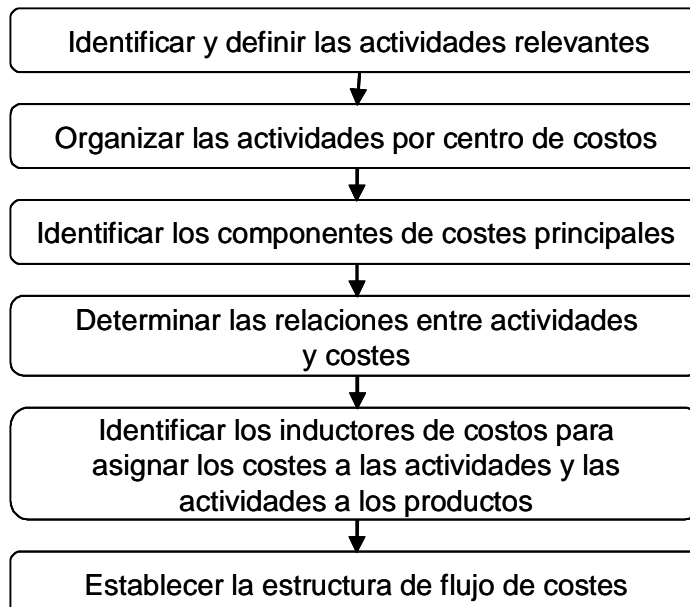 Identificar y definir las actividades relevantes
Organizar las actividades por centro de costos
Identificar los componentes de costes principales
Determinar las relaciones entre actividades
y costes
Identificar los inductores de costos para
asignar los costes a las actividades y las
actividades a los productos
Establecer la estructura de flujo de costes